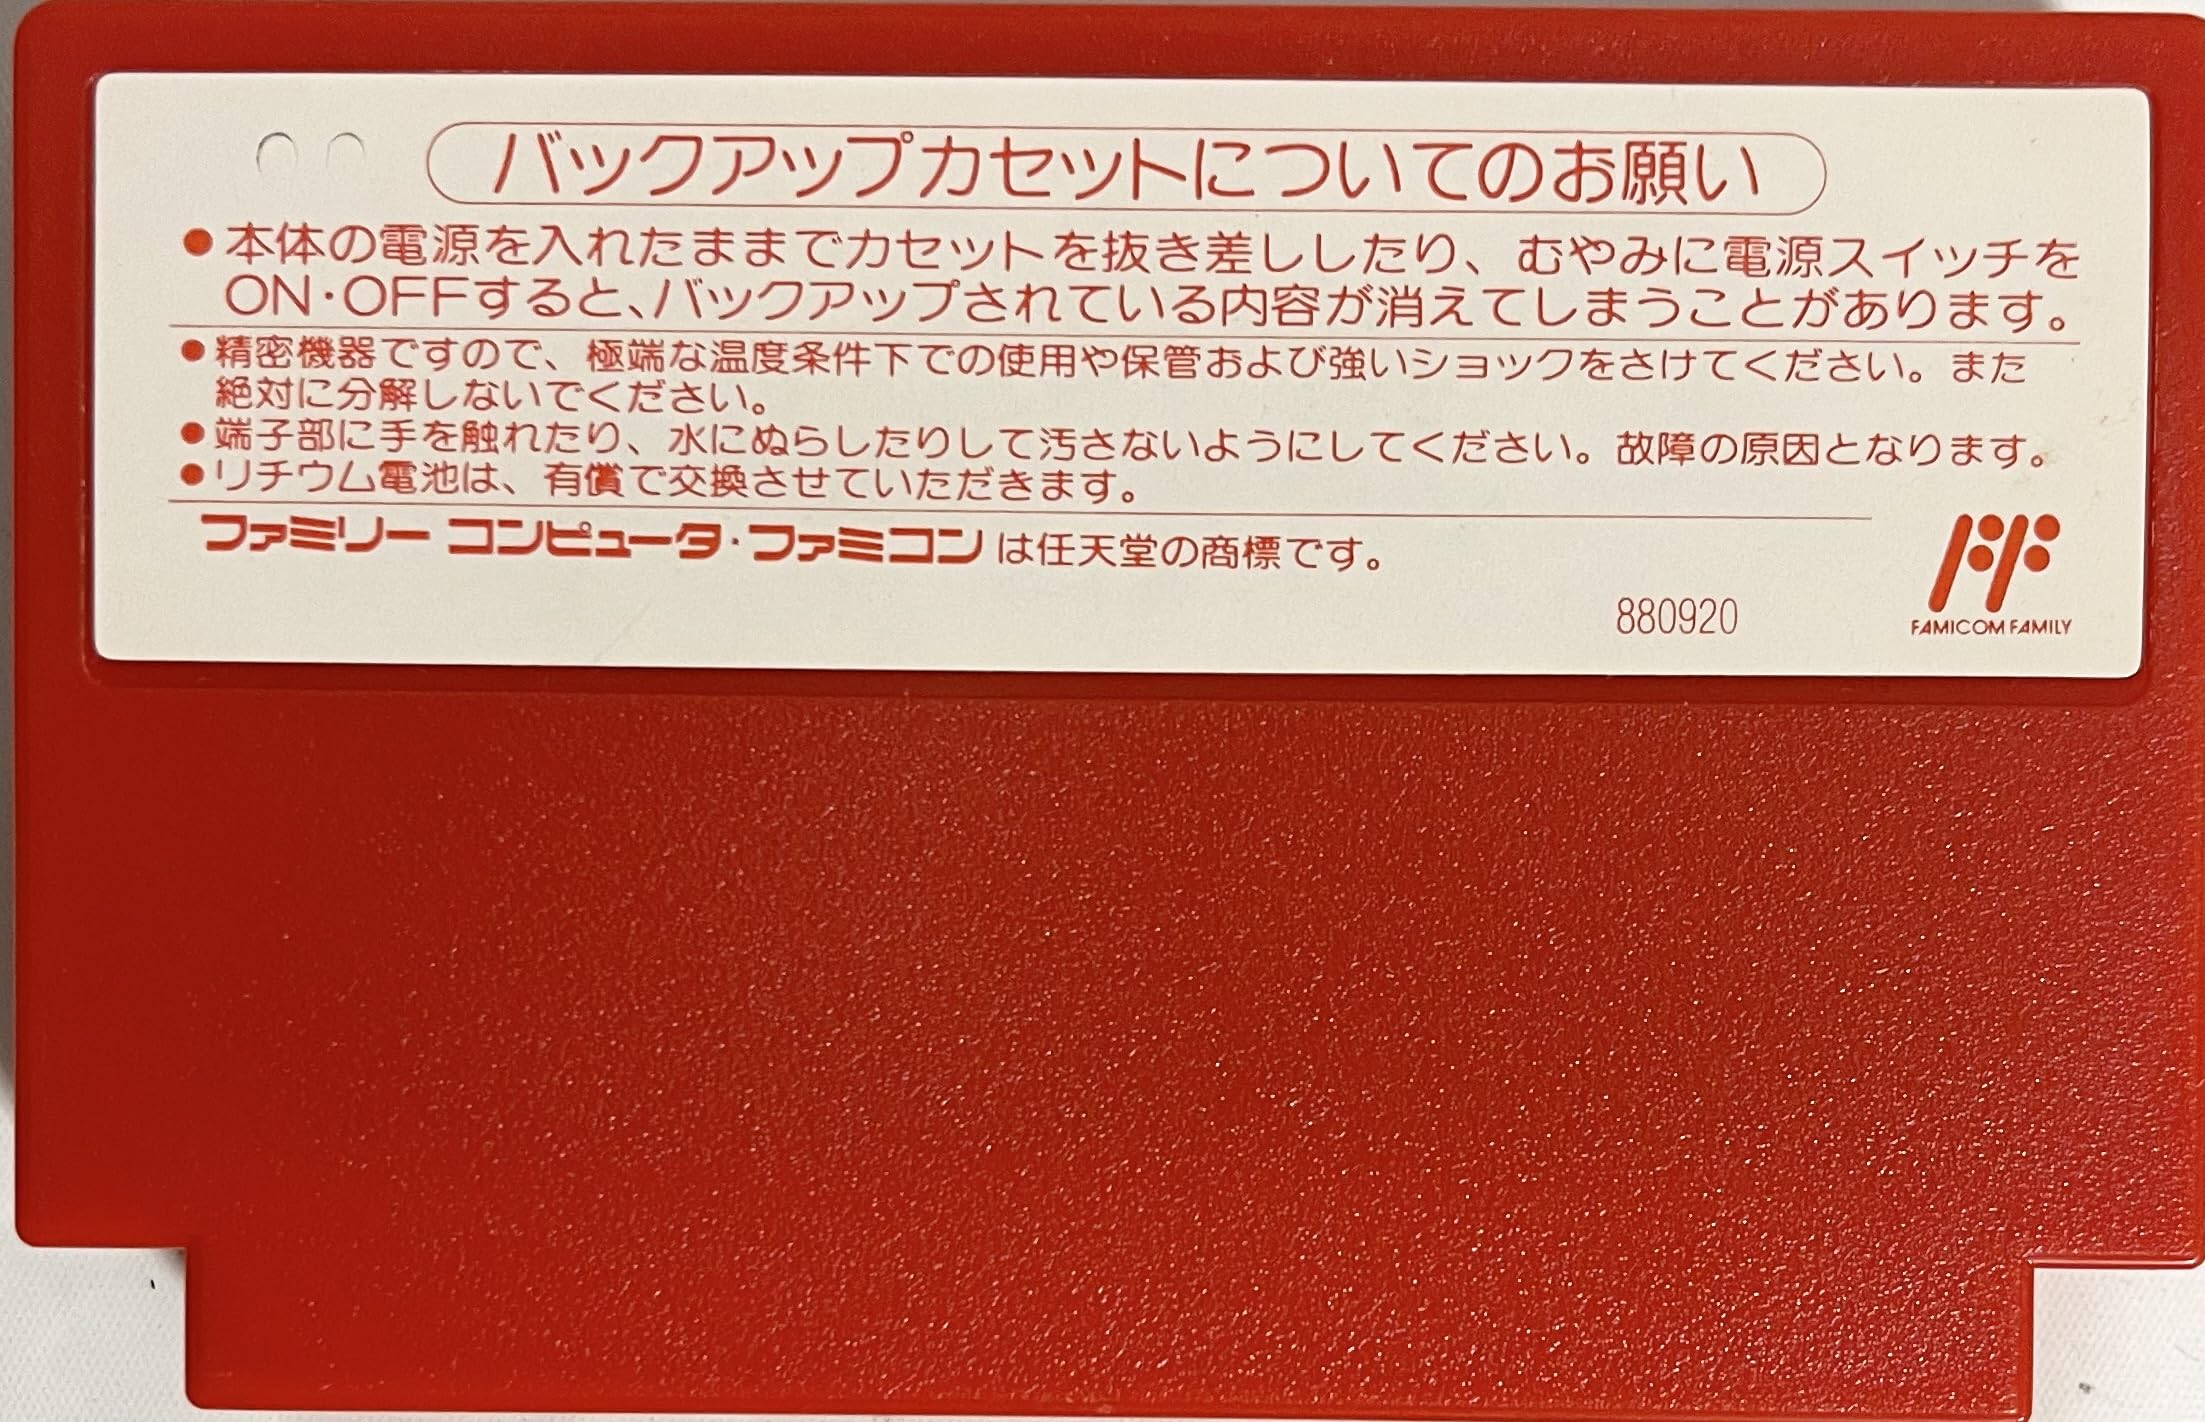 バックアップカセットについてのお願い
●本体の電源を入れたままでカセットを抜き差ししたり、むやみに電源スイッチを
ON・OFFすると、バックアップされている内容が消えてしまうことがあります。
●精密機器ですので、極端な温度条件下での使用や保管および強いショックをさけてください。また
絶対に分解しないでください。
●端子部に手を触れたり、水にぬらしたりして汚さないようにしてください。故障の原因となります。
●リチウム電池は、有償で交換させていただきます。
ファミリー コンピュータ・ファミコンは任天堂の商標です。
880920
FAMICOM FAMILY